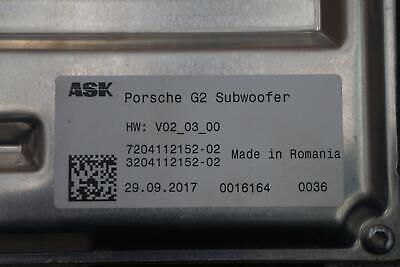 ASK Porsche G2 Subwoofer
HW: V02_03_00
7204112152-02
3204112152-02 Made in Romania
29.09.2017 0016164 0036